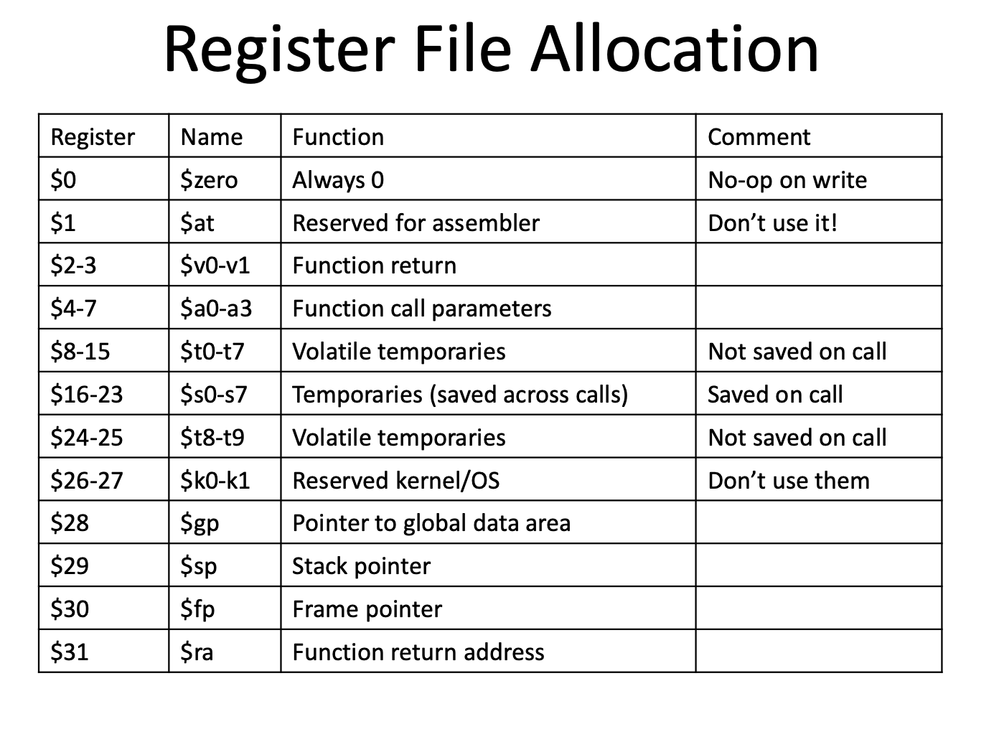 Register File Allocation
Register Name Function Comment
$0 $zero Always 0 No-op on write
$1 $at Reserved for assembler Don’t use it!
$2-3 $v0-v1 Function return
$4-7 $a0-a3 Function call parameters
$8-15 $t0-t7 Volatile temporaries Not saved on call
$16-23 $s0-s7 Temporaries (saved across calls) Saved on call
$24-25 $t8-t9 Volatile temporaries Not saved on call
$26-27 $k0-k1 Reserved kernel/OS Don’t use them
$28 $gp Pointer to global data area
$29 $sp Stack pointer
$30 $fp Frame pointer
$31 $ra Function return address